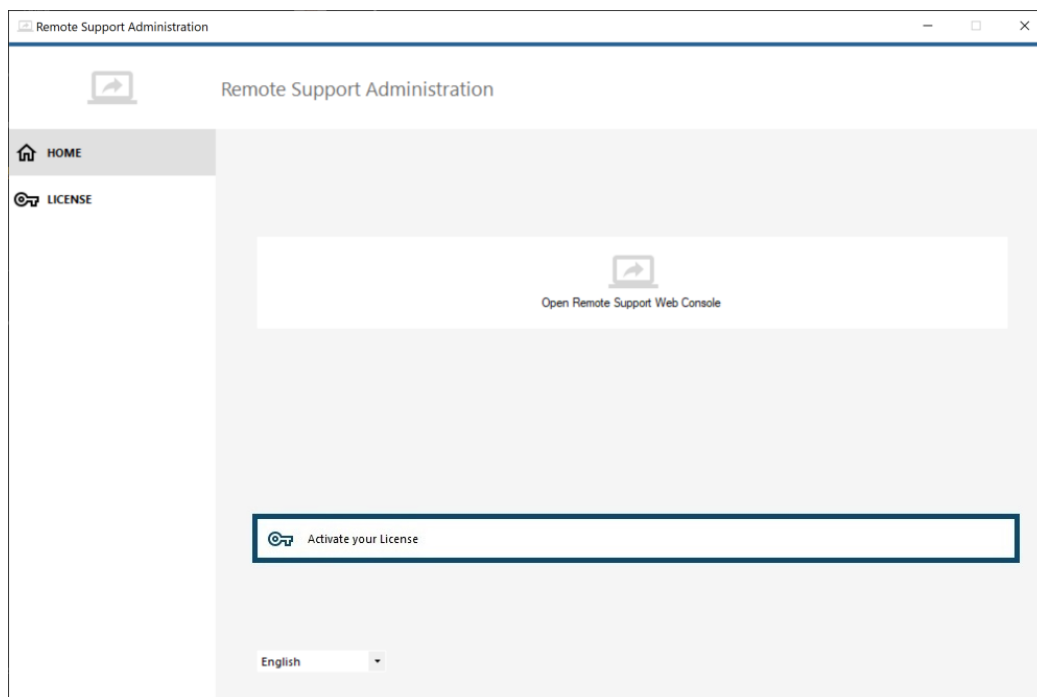 Remote Support Administration
Remote Support Administration
HOME
LICENSE
Open Remote Support Web Console
Activate your License
English